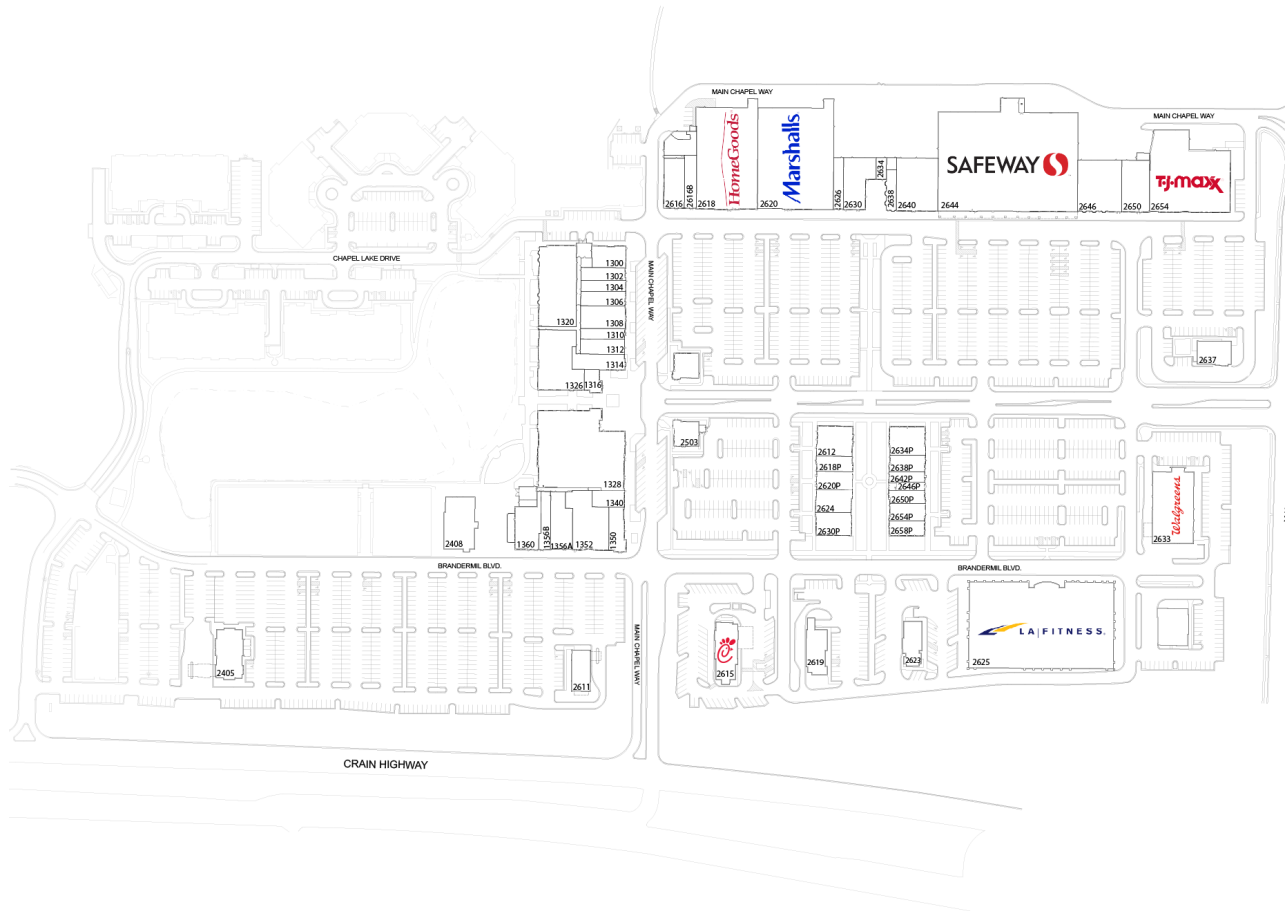 MAIN CHAPEL WAY
MAIN CHAPEL WAY
HomeGoods
Marshalls
SAFEWAY
T·J·maxx
2616
2616B
2618
2620
2626
2630
2634
2638
2640
2644
2646
2650
2654
CHAPEL LAKE DRIVE
MAIN CHAPEL WAY
1300
1302
1304
1306
1308
1310
1312
1314
1320
1326
1316
2637
2503
2612
2618P
2620P
2624
2630P
2634P
2638P
2642P
2646P
2650P
2654P
2658P
Walgreens
2633
1328
1340
1350
1352
1356A
1356B
1360
2408
BRANDERMIL BLVD.
BRANDERMIL BLVD.
MAIN CHAPEL WAY
2405
2611
2615
2619
2623
LA|FITNESS.
2625
CRAIN HIGHWAY